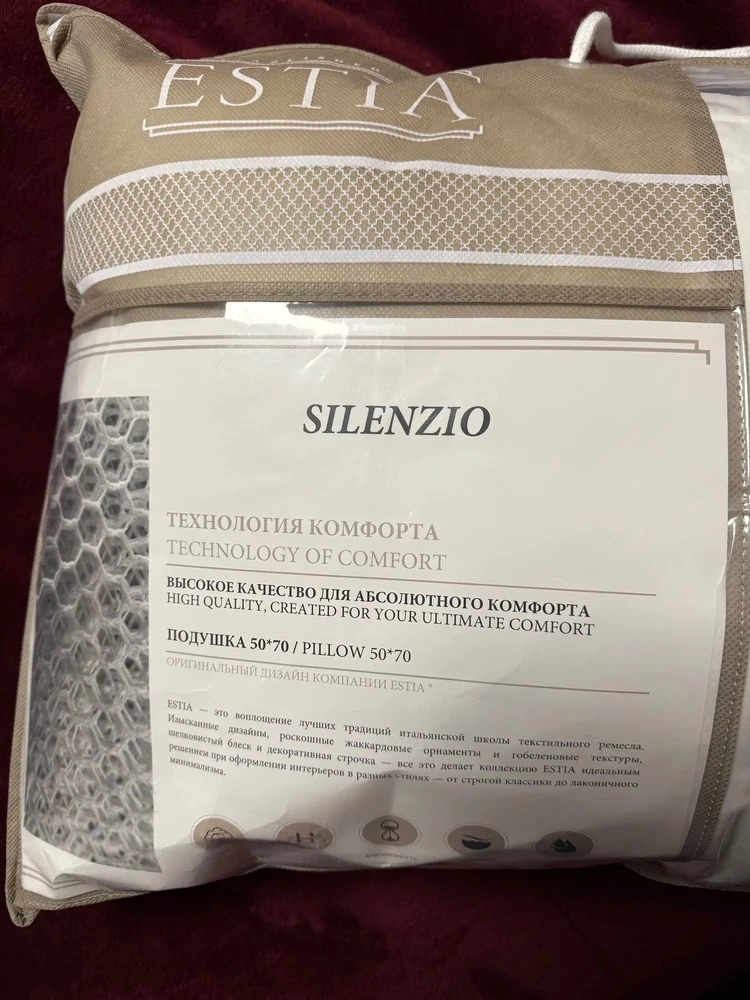 ESTIA
SILENZIO
ТЕХНОЛОГИЯ КОМФОРТА
TECHNOLOGY OF COMFORT
ВЫСОКОЕ КАЧЕСТВО ДЛЯ АБСОЛЮТНОГО КОМФОРТА
HIGH QUALITY, CREATED FOR YOUR ULTIMATE COMFORT
ПОДУШКА 50*70 / PILLOW 50*70
ОРИГИНАЛЬНЫЙ ДИЗАЙН КОМПАНИИ ESTIA *
ESTIA — это воплощение лучших традиций итальянской школы текстильного ремесла.
Изысканные дизайны, роскошные жаккардовые орнаменты и гобеленовые текстуры,
шелковистый блеск и декоративная строчка — все это делает коллекцию ESTIA идеальным
решением при оформлении интерьеров в разных стилях — от строгой классики до лаконичного
минимализма.